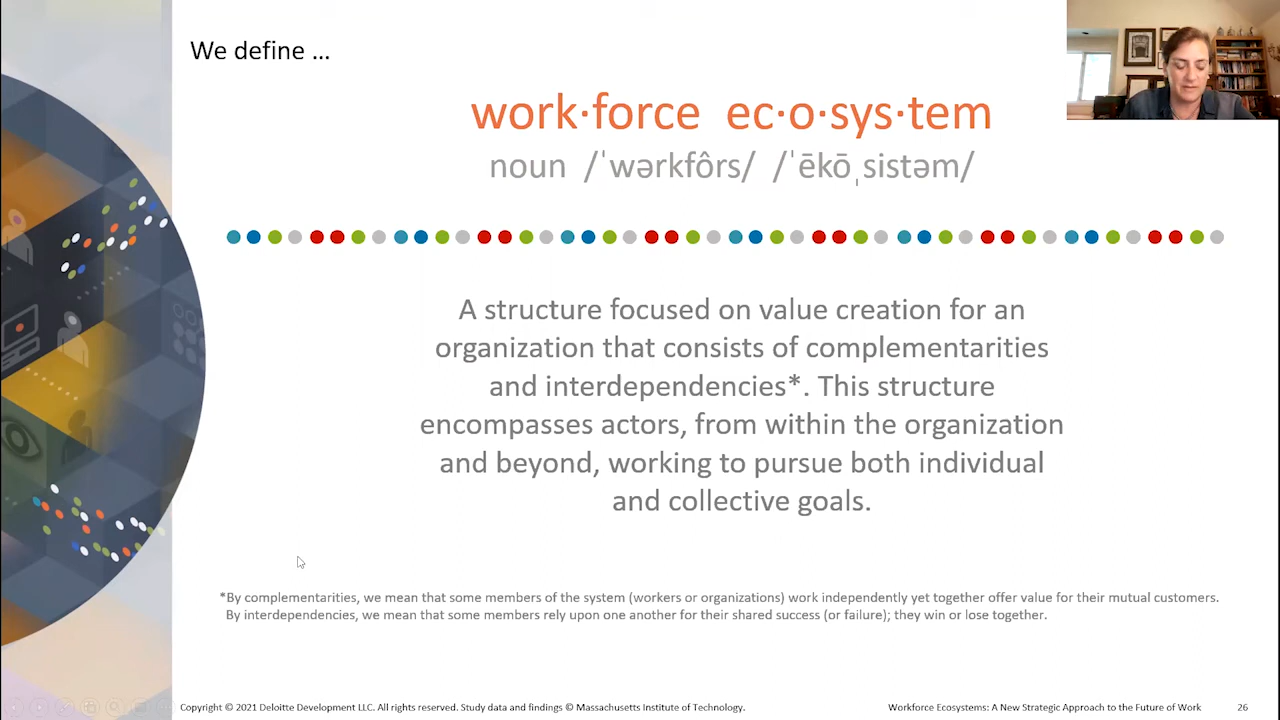 We define ...
work·force ec·o·sys·tem
noun /ˈwərkfôrs/ /ˈēkōˌsistəm/
A structure focused on value creation for an
organization that consists of complementarities
and interdependencies*. This structure
encompasses actors, from within the organization
and beyond, working to pursue both individual
and collective goals.
*By complementarities, we mean that some members of the system (workers or organizations) work independently yet together offer value for their mutual customers.
By interdependencies, we mean that some members rely upon one another for their shared success (or failure); they win or lose together.
Copyright © 2021 Deloitte Development LLC. All rights reserved. Study data and findings © Massachusetts Institute of Technology.
Workforce Ecosystems: A New Strategic Approach to the Future of Work 26